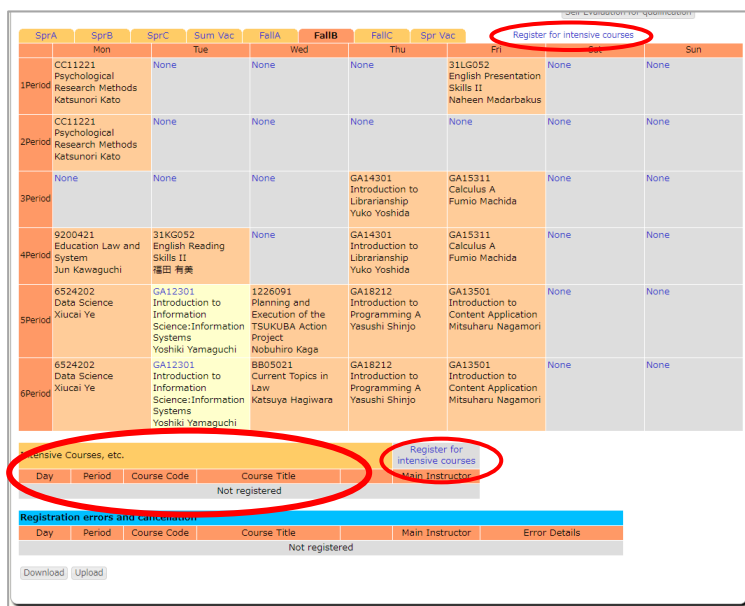 Self Evaluation for qualification
SprA SprB SprC Sum Vac FallA FallB FallC Spr Vac Register for intensive courses
Mon Tue Wed Thu Fri Sat Sun
1Period
CC11221
Psychological
Research Methods
Katsunori Kato
None
None
None
31LG052
English Presentation
Skills II
Naheen Madarbakus
None
None
2Period
CC11221
Psychological
Research Methods
Katsunori Kato
None
None
None
None
None
None
3Period
None
None
None
GA14301
Introduction to
Librarianship
Yuko Yoshida
GA15311
Calculus A
Fumio Machida
None
None
4Period
9200421
Education Law and
System
Jun Kawaguchi
31KG052
English Reading
Skills II
福田 有美
None
GA14301
Introduction to
Librarianship
Yuko Yoshida
GA15311
Calculus A
Fumio Machida
None
None
5Period
6524202
Data Science
Xiucai Ye
GA12301
Introduction to
Information
Science:Information
Systems
Yoshiki Yamaguchi
1226091
Planning and
Execution of the
TSUKUBA Action
Project
Nobuhiro Kaga
GA18212
Introduction to
Programming A
Yasushi Shinjo
GA13501
Introduction to
Content Application
Mitsuharu Nagamori
None
None
6Period
6524202
Data Science
Xiucai Ye
GA12301
Introduction to
Information
Science:Information
Systems
Yoshiki Yamaguchi
BB05021
Current Topics in
Law
Katsuya Hagiwara
GA18212
Introduction to
Programming A
Yasushi Shinjo
GA13501
Introduction to
Content Application
Mitsuharu Nagamori
None
None
Intensive Courses, etc.
Register for
intensive courses
Day Period Course Code Course Title Main Instructor
Not registered
Registration errors and cancellation
Day Period Course Code Course Title Main Instructor Error Details
Not registered
Download Upload